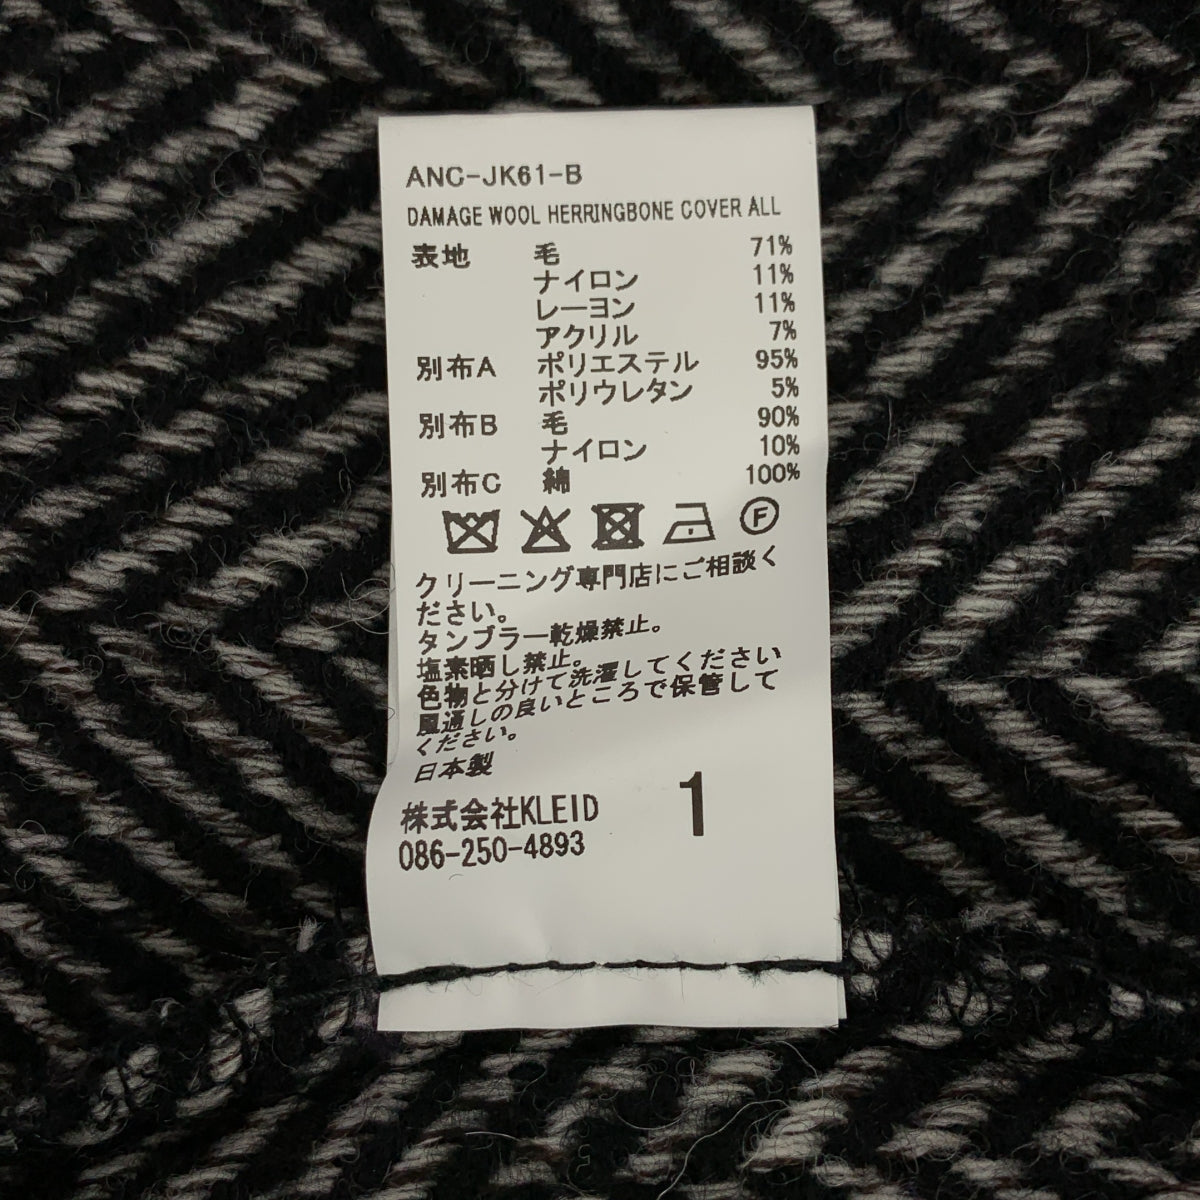 ANC-JK61-B
DAMAGE WOOL HERRINGBONE COVER ALL
表地 毛 71%
ナイロン 11%
レーヨン 11%
アクリル 7%
別布A ポリエステル 95%
ポリウレタン 5%
別布B 毛 90%
ナイロン 10%
別布C 綿 100%
F
クリーニング専門店にご相談く
ださい。
タンブラー乾燥禁止。
塩素晒し禁止。
色物と分けて洗濯してください
風通しの良いところで保管して
ください。
日本製
株式会社KLEID 1
086-250-4893